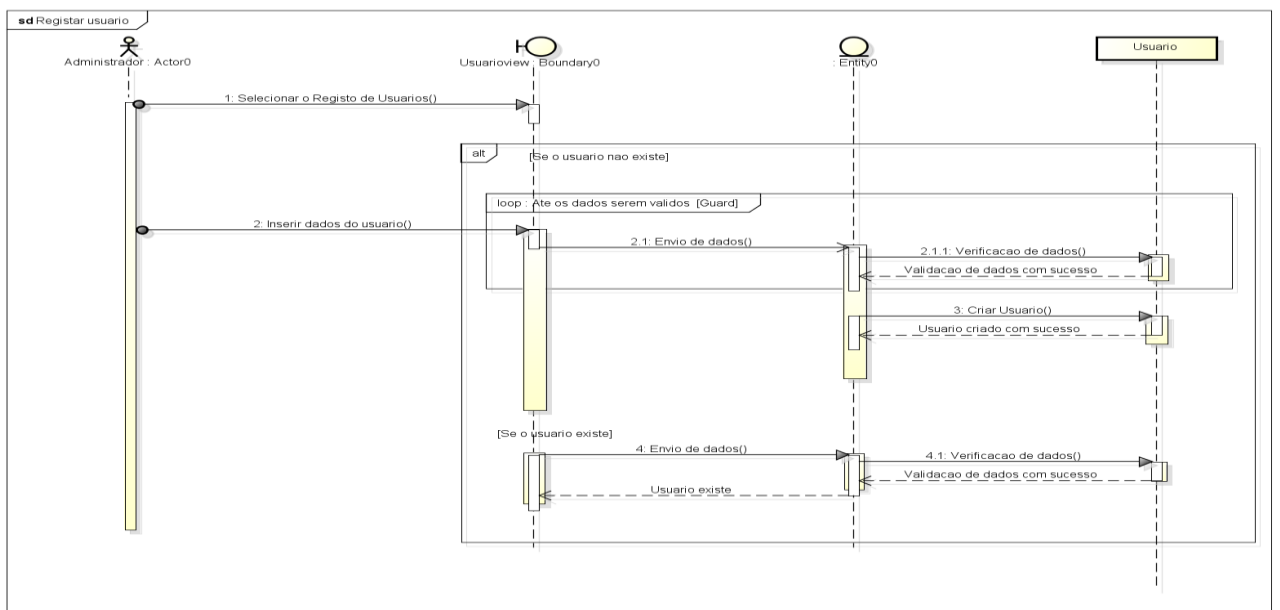 sd Registar usuario
Administrador : Actor0
Usuarioview : Boundary0
: Entity0
Usuario
1: Selecionar o Registo de Usuarios()
alt
[Se o usuario nao existe]
loop : Ate os dados serem validos [Guard]
2: Inserir dados do usuario()
2.1: Envio de dados()
2.1.1: Verificacao de dados()
Validacao de dados com sucesso
3: Criar Usuario()
Usuario criado com sucesso
[Se o usuario existe]
4: Envio de dados()
4.1: Verificacao de dados()
Validacao de dados com sucesso
Usuario existe